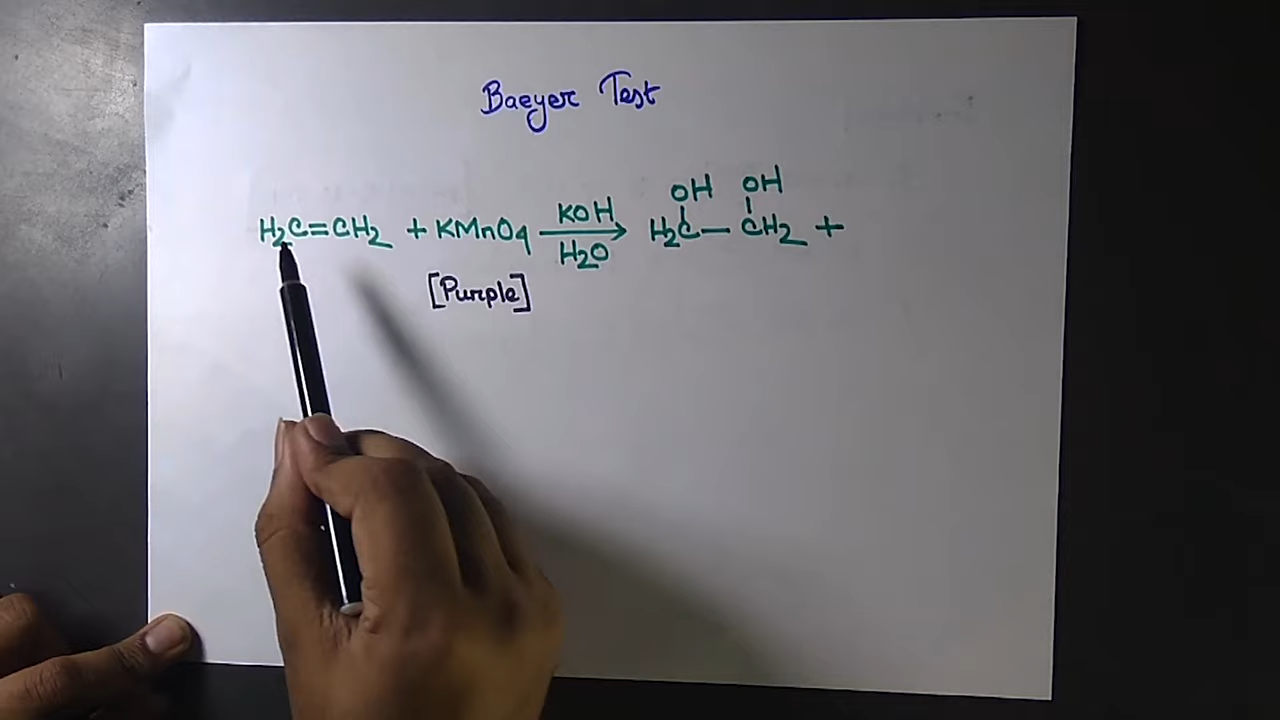 Baeyer Test
OH OH
H2C=CH2 + KMnO4 KOH H2C — CH2 +
H2O
[Purple]